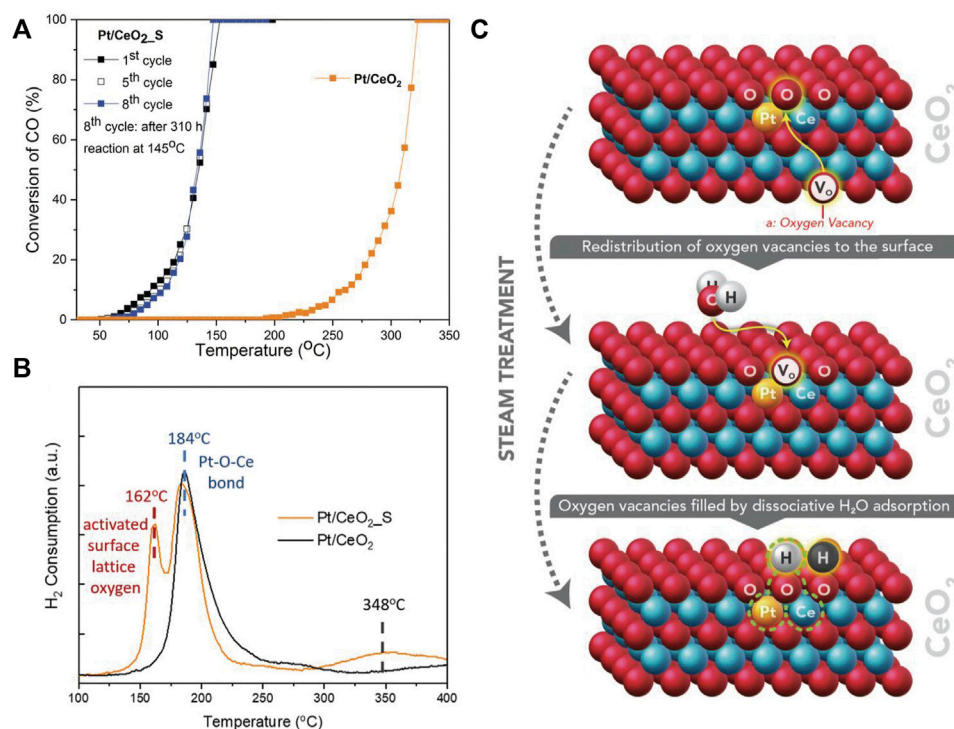 A
Conversion of CO (%)
100
80
60
40
20
0
Pt/CeO₂_S
1ˢᵗ cycle
5ᵗʰ cycle
8ᵗʰ cycle
8ᵗʰ cycle: after 310 h
reaction at 145°C
Pt/CeO₂
50 100 150 200 250 300 350
Temperature (°C)
B
H₂ Consumption (a.u.)
162°C
activated
surface
lattice
oxygen
184°C
Pt-O-Ce
bond
Pt/CeO₂_S
Pt/CeO₂
348°C
100 150 200 250 300 350 400
Temperature (°C)
C
STEAM TREATMENT
O O O
Pt Ce
V₀
a: Oxygen Vacancy
CeO₂
Redistribution of oxygen vacancies to the surface
H
O H
O V₀ O
Pt Ce
CeO₂
Oxygen vacancies filled by dissociative H₂O adsorption
H H
O O O
Pt Ce
CeO₂